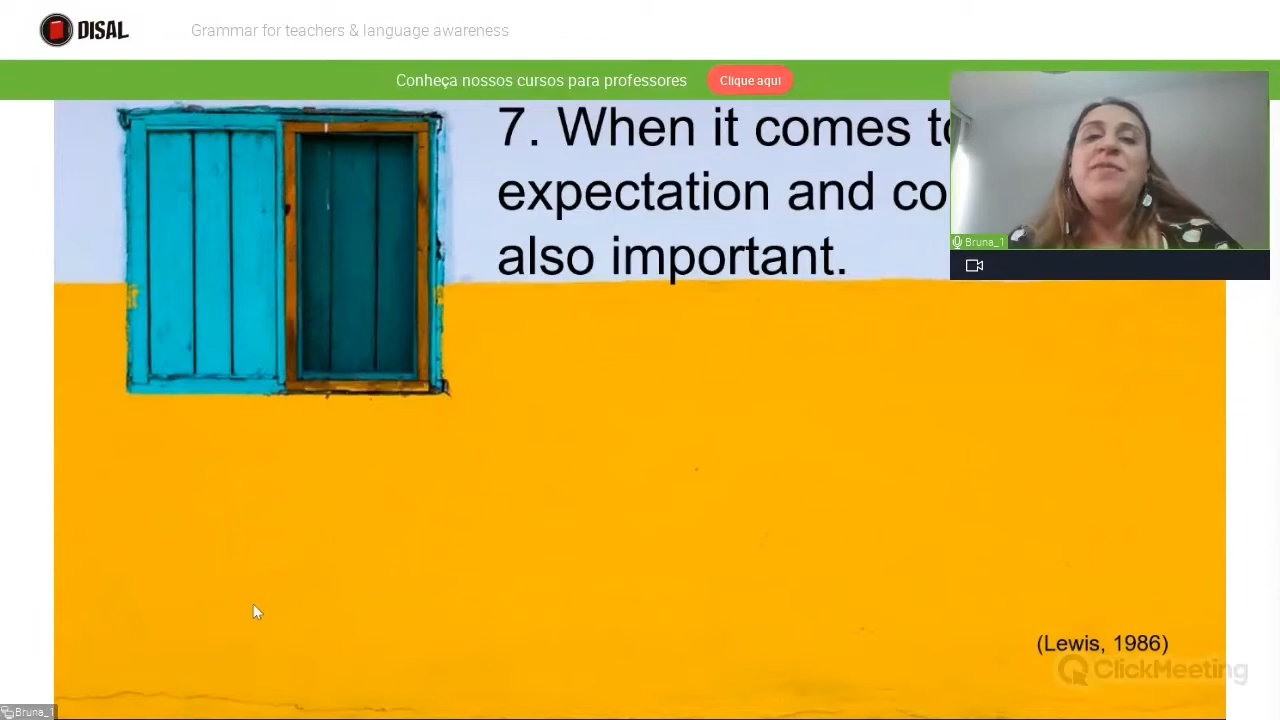 DISAL
Grammar for teachers & language awareness
Conheça nossos cursos para professores
Clique aqui
7. When it comes
expectation and
also important.
Bruna_1
(Lewis, 1986)
ClickMeeting
Bruna_1